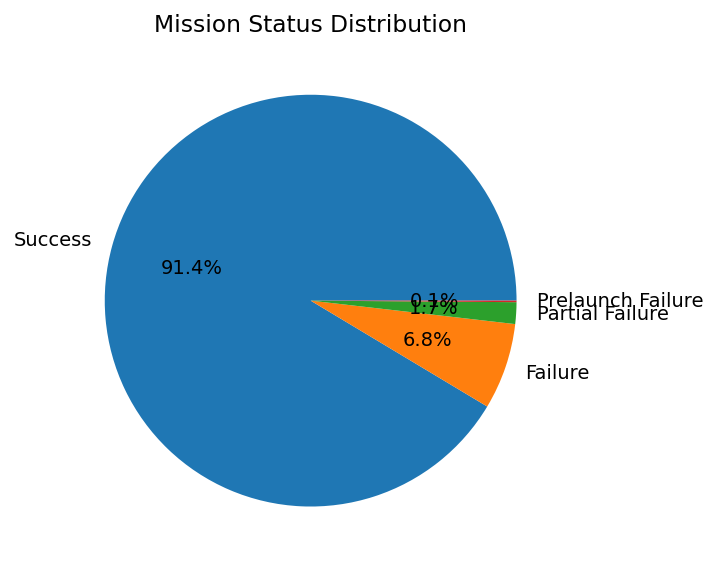 Mission Status Distribution
Success
91.4%
0.1%
Prelaunch Failure
1.7%
Partial Failure
6.8%
Failure